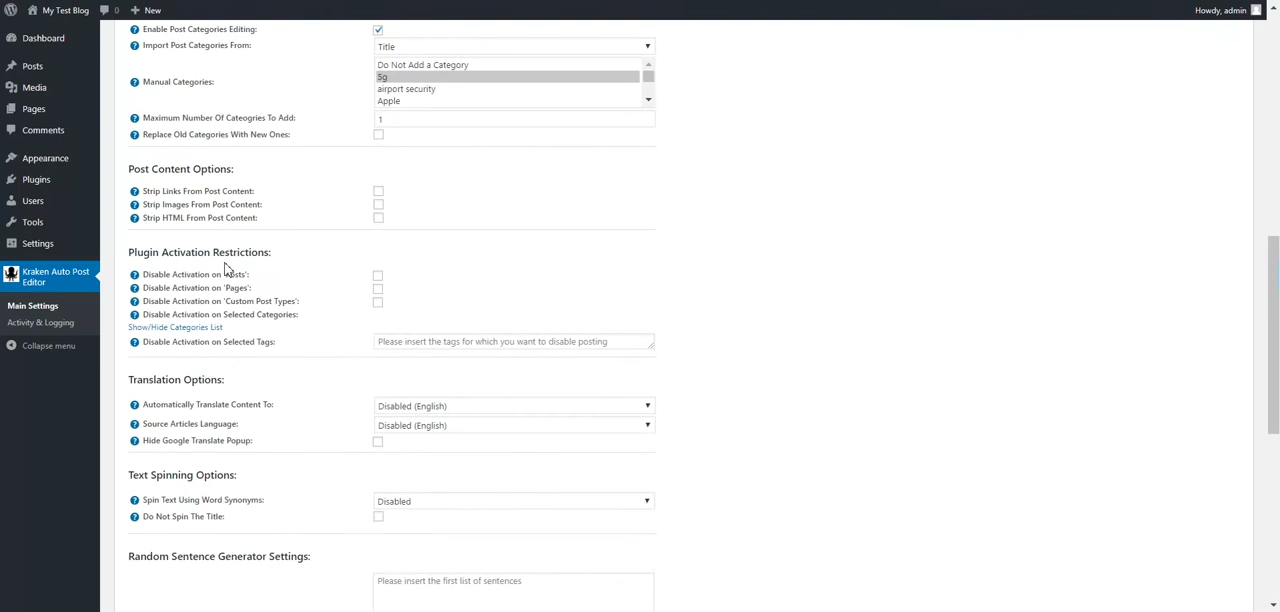 My Test Blog
0
New
Howdy, admin
Dashboard
Posts
Media
Pages
Comments
Appearance
Plugins
Users
Tools
Settings
Kraken Auto Post
Editor
Main Settings
Activity & Logging
Collapse menu
Enable Post Categories Editing:
Import Post Categories From:
Title
Manual Categories:
Do Not Add a Category
5g
airport security
Apple
Maximum Number Of Cateogries To Add:
1
Replace Old Categories With New Ones:
Post Content Options:
Strip Links From Post Content:
Strip Images From Post Content:
Strip HTML From Post Content:
Plugin Activation Restrictions:
Disable Activation on 'Posts':
Disable Activation on 'Pages':
Disable Activation on 'Custom Post Types':
Disable Activation on Selected Categories:
Show/Hide Categories List
Disable Activation on Selected Tags:
Please insert the tags for which you want to disable posting
Translation Options:
Automatically Translate Content To:
Disabled (English)
Source Articles Language:
Disabled (English)
Hide Google Translate Popup:
Text Spinning Options:
Spin Text Using Word Synonyms:
Disabled
Do Not Spin The Title:
Random Sentence Generator Settings:
Please insert the first list of sentences